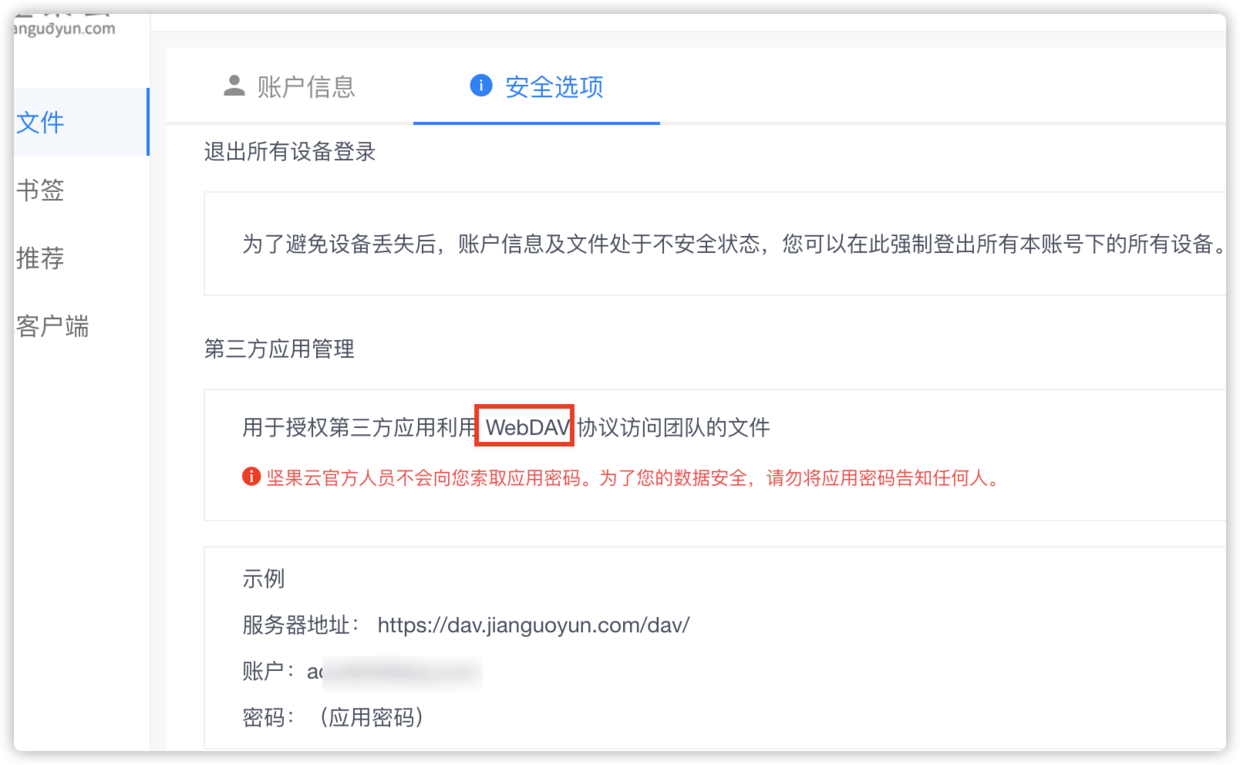 anguoyun.com
账户信息
安全选项
文件
退出所有设备登录
书签
为了避免设备丢失后，账户信息及文件处于不安全状态，您可以在此强制登出所有本账号下的所有设备。
推荐
客户端
第三方应用管理
用于授权第三方应用利用 WebDAV 协议访问团队的文件
坚果云官方人员不会向您索取应用密码。为了您的数据安全，请勿将应用密码告知任何人。
示例
服务器地址： https://dav.jianguoyun.com/dav/
账户：
密码： （应用密码）